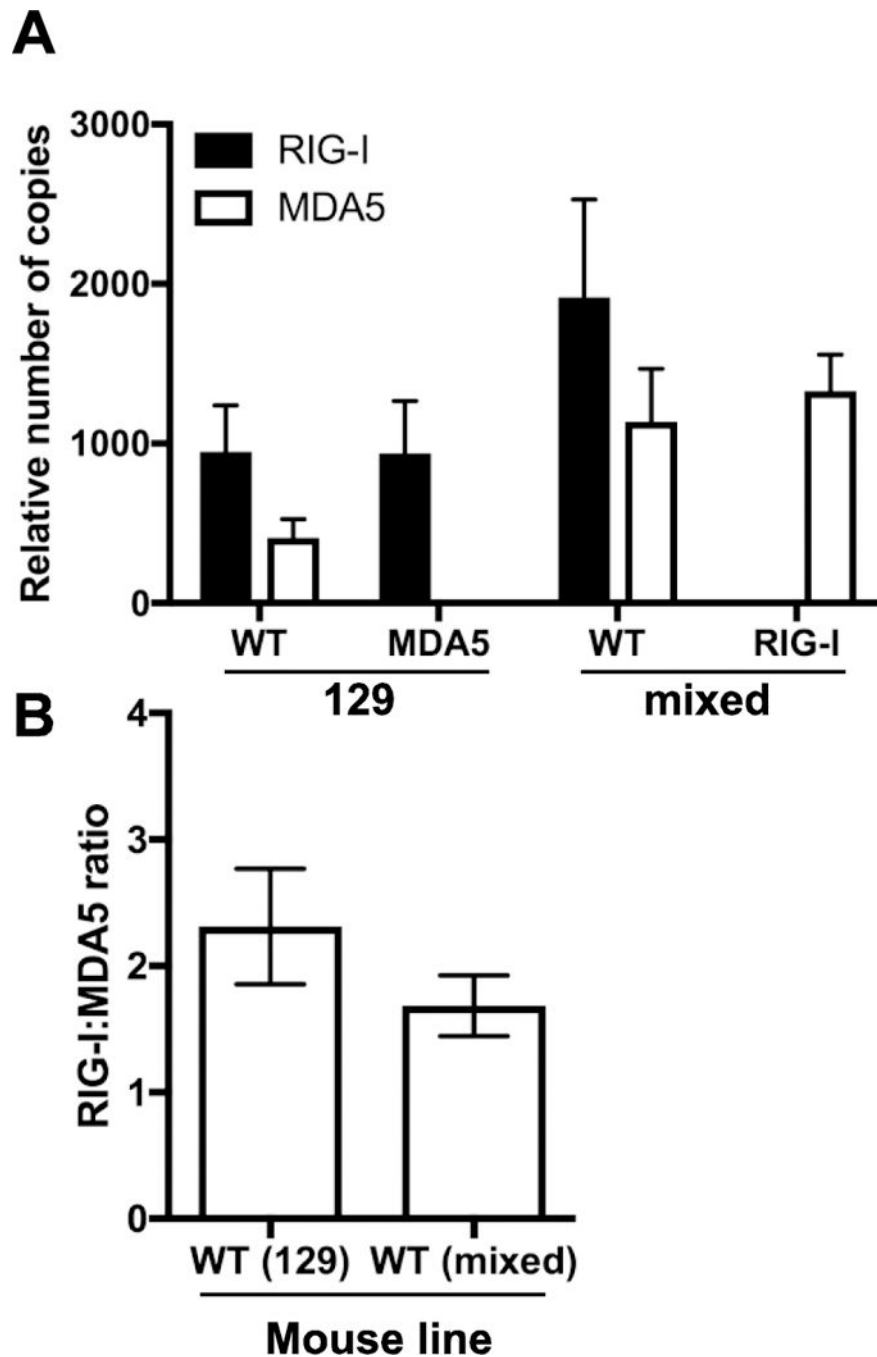 A
Relative number of copies
3000
2000
1000
0
RIG-I
MDA5
WT
MDA5
WT
RIG-I
129
mixed
B
RIG-I:MDA5 ratio
4
3
2
1
0
WT (129)
WT (mixed)
Mouse line